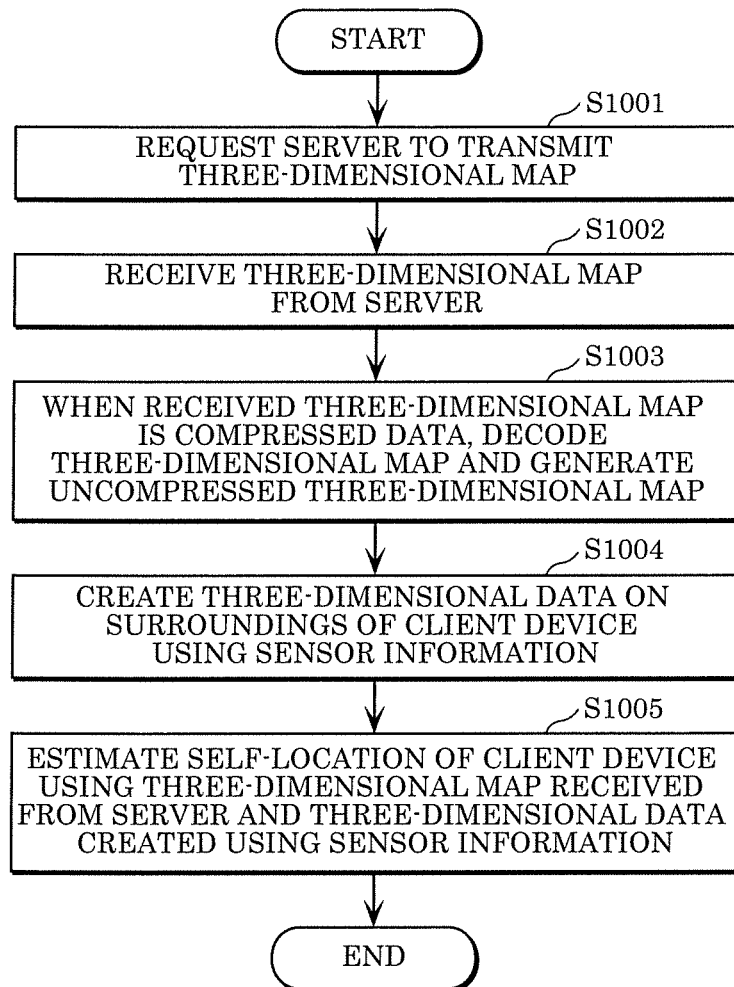 START
S1001
REQUEST SERVER TO TRANSMIT
THREE-DIMENSIONAL MAP
S1002
RECEIVE THREE-DIMENSIONAL MAP
FROM SERVER
S1003
WHEN RECEIVED THREE-DIMENSIONAL MAP
IS COMPRESSED DATA, DECODE
THREE-DIMENSIONAL MAP AND GENERATE
UNCOMPRESSED THREE-DIMENSIONAL MAP
S1004
CREATE THREE-DIMENSIONAL DATA ON
SURROUNDINGS OF CLIENT DEVICE
USING SENSOR INFORMATION
S1005
ESTIMATE SELF-LOCATION OF CLIENT DEVICE
USING THREE-DIMENSIONAL MAP RECEIVED
FROM SERVER AND THREE-DIMENSIONAL DATA
CREATED USING SENSOR INFORMATION
END